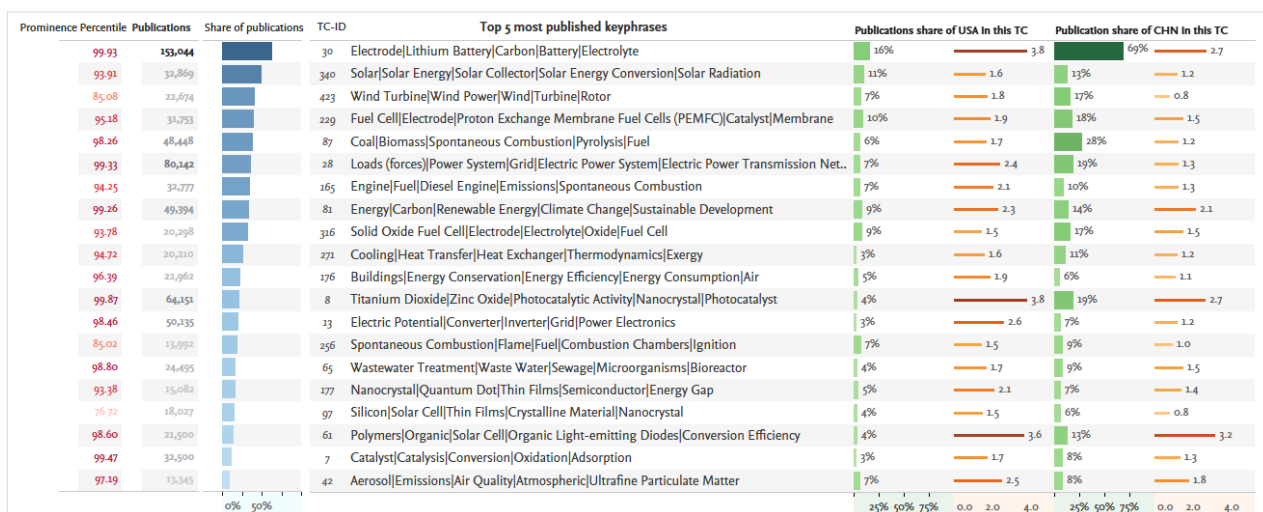 Prominence Percentile Publications Share of publications TC-ID Top 5 most published keyphrases Publications share of USA in this TC Publication share of CHN in this TC
99.93 153,044 30 Electrode|Lithium Battery|Carbon|Battery|Electrolyte 16% 3.8 69% 2.7
93.91 32,869 340 Solar|Solar Energy|Solar Collector|Solar Energy Conversion|Solar Radiation 11% 1.6 13% 1.2
85.08 22,674 423 Wind Turbine|Wind Power|Wind|Turbine|Rotor 7% 1.8 17% 0.8
95.18 31,753 229 Fuel Cell|Electrode|Proton Exchange Membrane Fuel Cells (PEMFC)|Catalyst|Membrane 10% 1.9 18% 1.5
98.26 48,448 87 Coal|Biomass|Spontaneous Combustion|Pyrolysis|Fuel 6% 1.7 28% 1.2
99.33 80,142 28 Loads (forces)|Power System|Grid|Electric Power System|Electric Power Transmission Net.. 7% 2.4 19% 1.3
94.25 32,777 165 Engine|Fuel|Diesel Engine|Emissions|Spontaneous Combustion 7% 2.1 10% 1.3
99.26 49,394 81 Energy|Carbon|Renewable Energy|Climate Change|Sustainable Development 9% 2.3 14% 2.1
93.78 20,298 316 Solid Oxide Fuel Cell|Electrode|Electrolyte|Oxide|Fuel Cell 9% 1.5 17% 1.5
94.72 20,210 271 Cooling|Heat Transfer|Heat Exchanger|Thermodynamics|Exergy 3% 1.6 11% 1.2
96.39 22,962 176 Buildings|Energy Conservation|Energy Efficiency|Energy Consumption|Air 5% 1.9 6% 1.1
99.87 64,151 8 Titanium Dioxide|Zinc Oxide|Photocatalytic Activity|Nanocrystal|Photocatalyst 4% 3.8 19% 2.7
98.46 50,135 13 Electric Potential|Converter|Inverter|Grid|Power Electronics 3% 2.6 7% 1.2
85.02 13,992 256 Spontaneous Combustion|Flame|Fuel|Combustion Chambers|Ignition 7% 1.5 9% 1.0
98.80 24,495 65 Wastewater Treatment|Waste Water|Sewage|Microorganisms|Bioreactor 4% 1.7 9% 1.5
93.38 15,082 177 Nanocrystal|Quantum Dot|Thin Films|Semiconductor|Energy Gap 5% 2.1 7% 1.4
76.72 18,027 97 Silicon|Solar Cell|Thin Films|Crystalline Material|Nanocrystal 4% 1.5 6% 0.8
98.60 21,500 61 Polymers|Organic|Solar Cell|Organic Light-emitting Diodes|Conversion Efficiency 4% 3.6 13% 3.2
99.47 32,500 7 Catalyst|Catalysis|Conversion|Oxidation|Adsorption 3% 1.7 8% 1.3
97.19 13,345 42 Aerosol|Emissions|Air Quality|Atmospheric|Ultrafine Particulate Matter 7% 2.5 8% 1.8
0% 50% 25% 50% 75% 0.0 2.0 4.0 25% 50% 75% 0.0 2.0 4.0